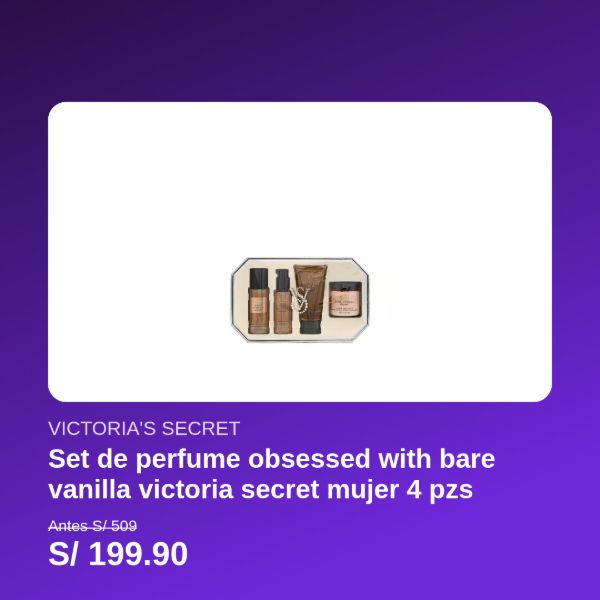 VICTORIA'S SECRET
Set de perfume obsessed with bare
vanilla victoria secret mujer 4 pzs
Antes S/ 509
S/ 199.90